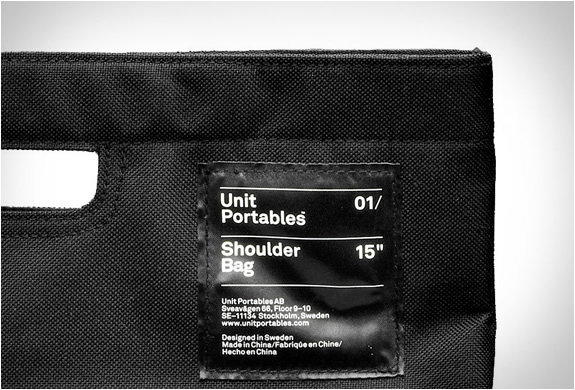 Unit 01/
Portables
Shoulder 15"
Bag
Unit Portables AB
Sveavägen 66, Floor 9–10
SE–11134 Stockholm, Sweden
www.unitportables.com
Designed in Sweden
Made in China/Fabriqúe en Chine/
Hecho en China